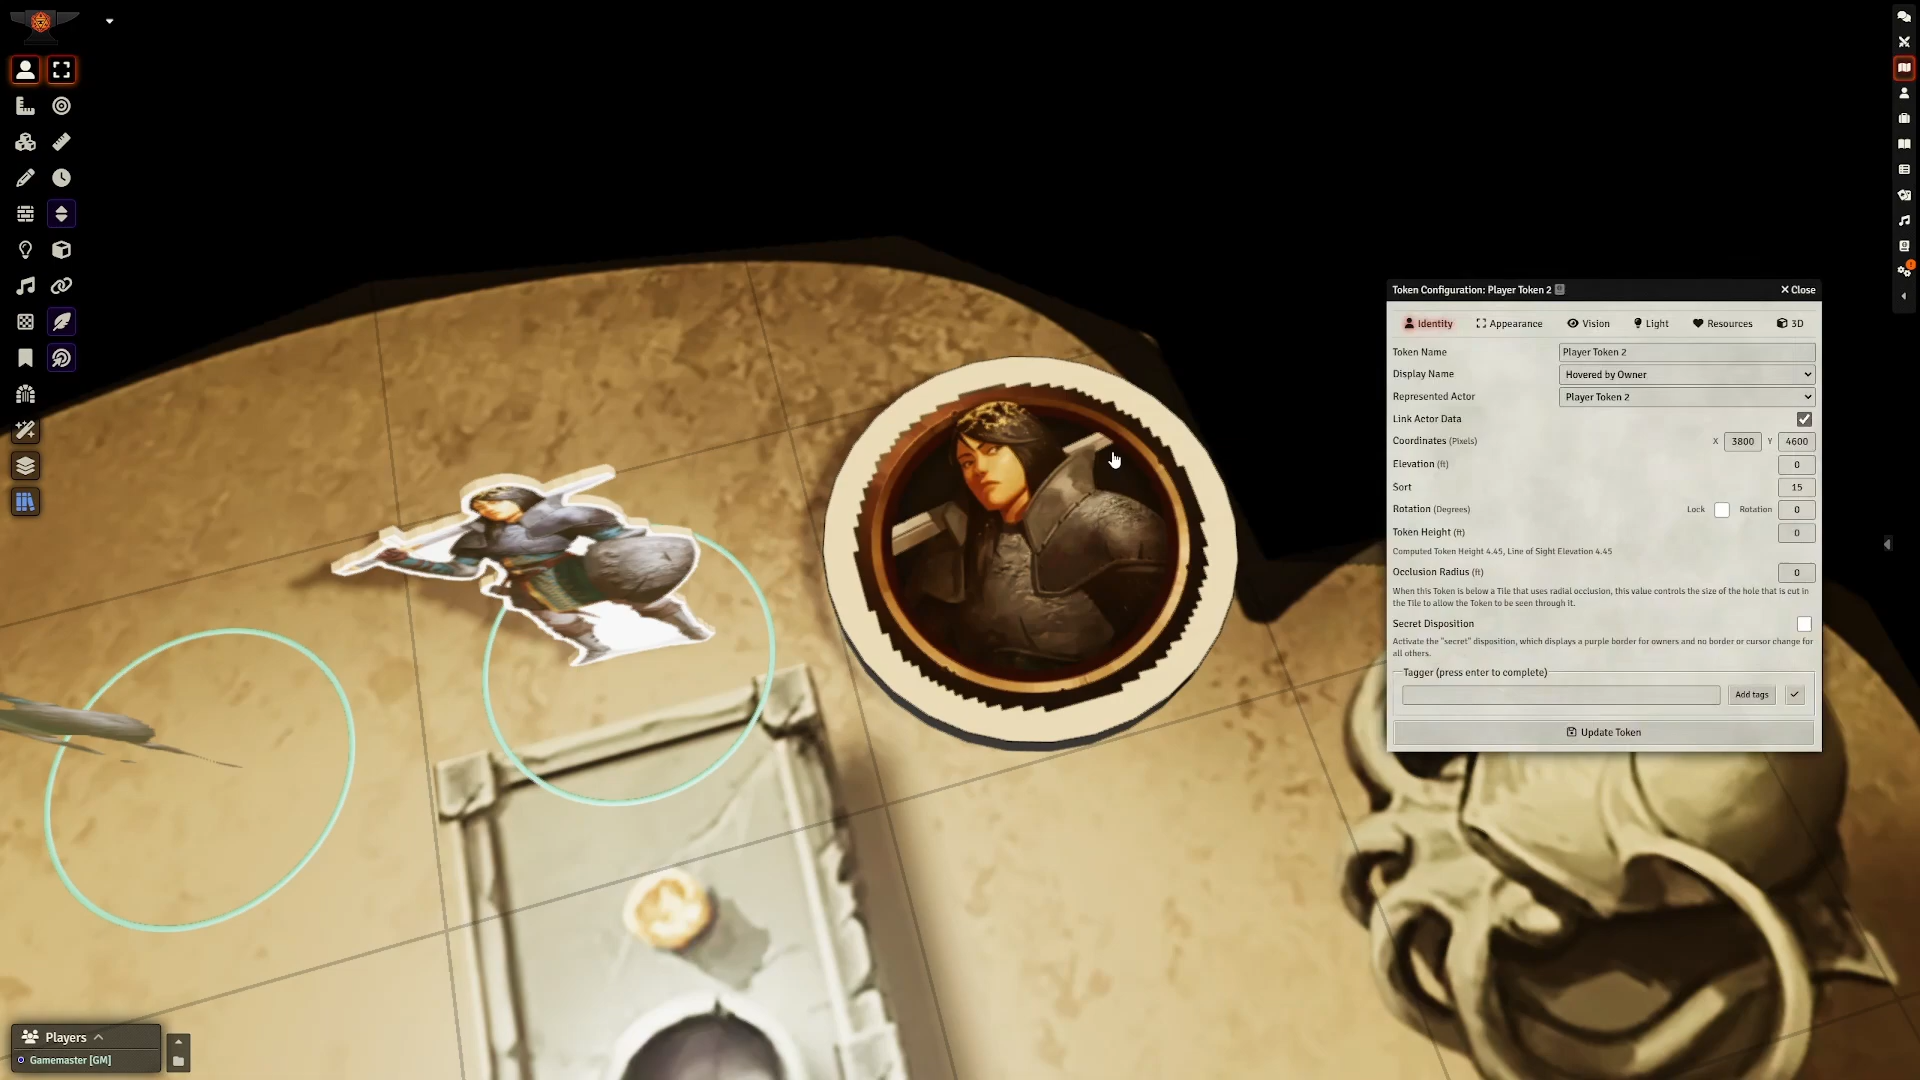 Token Configuration: Player Token 2
Close
Identity Appearance Vision Light Resources 3D
Token Name Player Token 2
Display Name Hovered by Owner
Represented Actor Player Token 2
Link Actor Data
Coordinates (Pixels) X 3800 Y 4600
Elevation (ft) 0
Sort 15
Rotation (Degrees) Lock Rotation 0
Token Height (ft) 0
Computed Token Height 4.45, Line of Sight Elevation 4.45
Occlusion Radius (ft) 0
When this Token is below a Tile that uses radial occlusion, this value controls the size of the hole that is cut in
the Tile to allow the Token to be seen through it.
Secret Disposition
Activate the "secret" disposition, which displays a purple border for owners and no border or cursor change for
all others.
Tagger (press enter to complete)
Add tags
Update Token
Players
Gamemaster [GM]